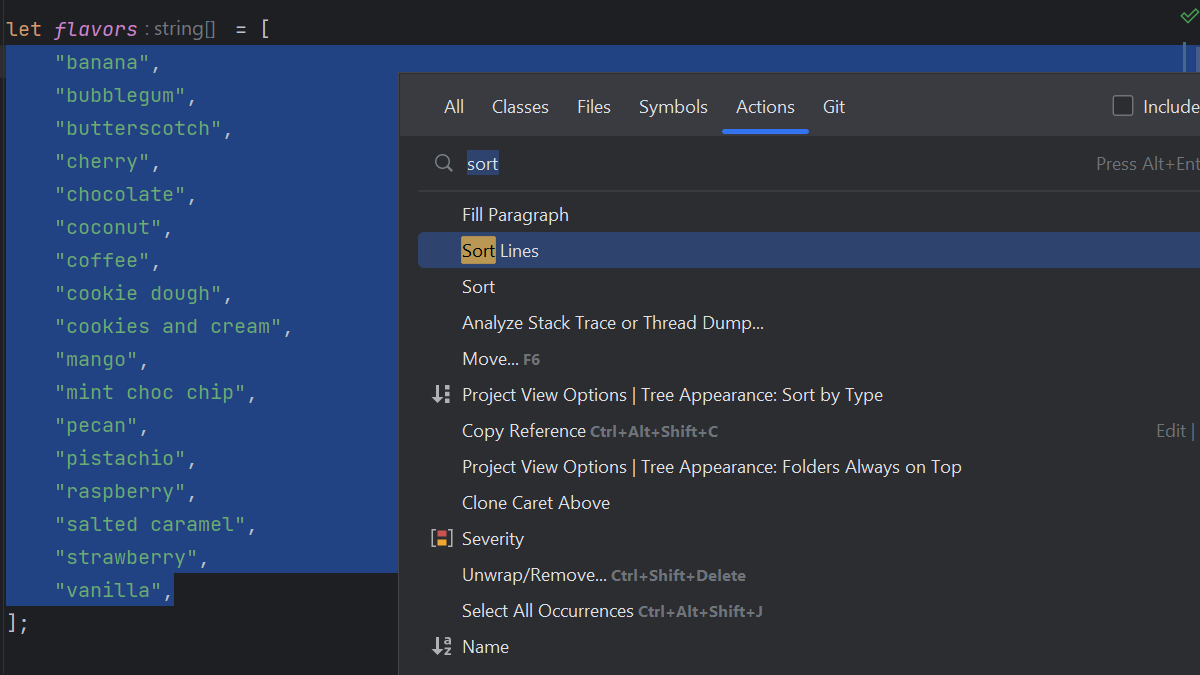 let flavors : string[] = [
"banana",
"bubblegum",
"butterscotch",
"cherry",
"chocolate",
"coconut",
"coffee",
"cookie dough",
"cookies and cream",
"mango",
"mint choc chip",
"pecan",
"pistachio",
"raspberry",
"salted caramel",
"strawberry",
"vanilla",
];
All Classes Files Symbols Actions Git Include
sort Press Alt+Ent
Fill Paragraph
Sort Lines
Sort
Analyze Stack Trace or Thread Dump...
Move... F6
Project View Options | Tree Appearance: Sort by Type
Copy Reference Ctrl+Alt+Shift+C Edit |
Project View Options | Tree Appearance: Folders Always on Top
Clone Caret Above
Severity
Unwrap/Remove... Ctrl+Shift+Delete
Select All Occurrences Ctrl+Alt+Shift+J
Name